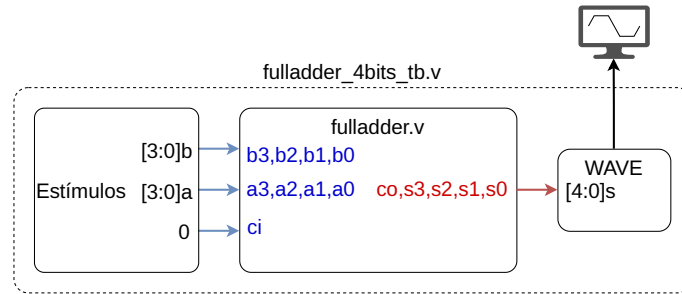 fulladder_4bits_tb.v
fulladder.v
[3:0]b
b3,b2,b1,b0
WAVE
Estímulos
[3:0]a
a3,a2,a1,a0
co,s3,s2,s1,s0
[4:0]s
0
ci